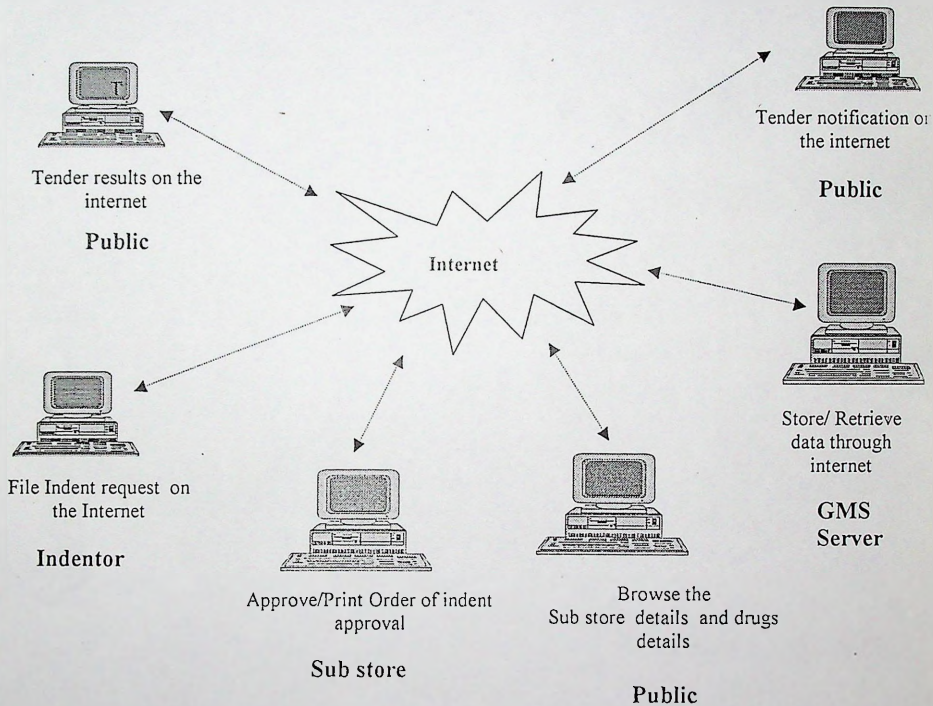 T
Tender results on the
internet
Public
Tender notification on
the internet
Public
Internet
Store/ Retrieve
data through
internet
GMS
Server
File Indent request on
the Internet
Indentor
Approve/Print Order of indent
approval
Sub store
Browse the
Sub store details and drugs
details
Public